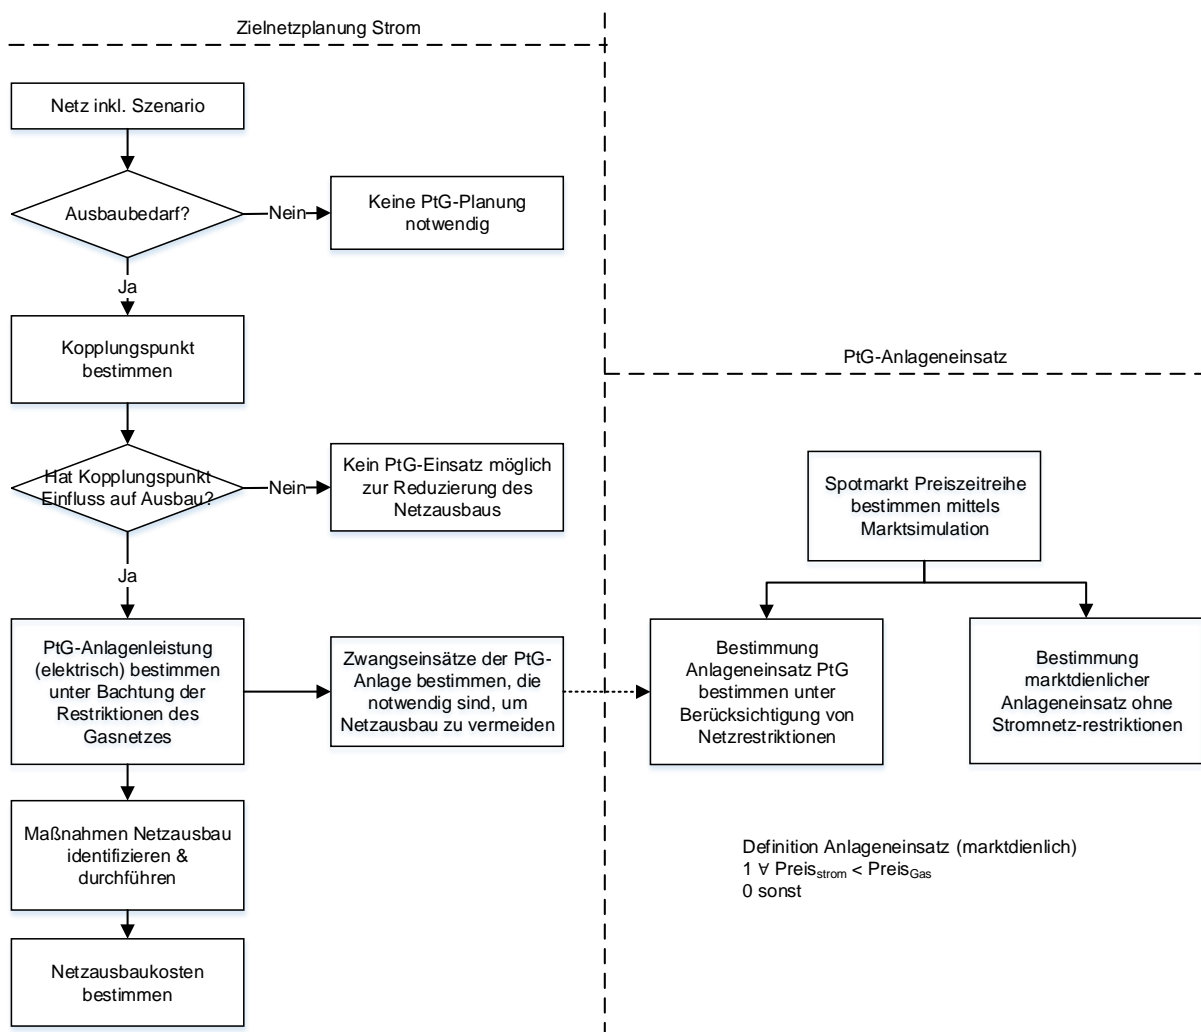 Zielnetzplanung Strom
Netz inkl. Szenario
Ausbaubedarf?
Nein
Keine PtG-Planung
notwendig
Ja
Kopplungspunkt
bestimmen
Hat Kopplungspunkt
Einfluss auf Ausbau?
Nein
Kein PtG-Einsatz möglich
zur Reduzierung des
Netzausbaus
Ja
PtG-Anlagenleistung
(elektrisch) bestimmen
unter Bachtung der
Restriktionen des
Gasnetzes
Zwangseinsätze der PtG-
Anlage bestimmen, die
notwendig sind, um
Netzausbau zu vermeiden
Maßnahmen Netzausbau
identifizieren &
durchführen
Netzausbaukosten
bestimmen
PtG-Anlageneinsatz
Spotmarkt Preiszeitreihe
bestimmen mittels
Marktsimulation
Bestimmung
Anlageneinsatz PtG
bestimmen unter
Berücksichtigung von
Netzrestriktionen
Bestimmung
marktdienlicher
Anlageneinsatz ohne
Stromnetz-restriktionen
Definition Anlageneinsatz (marktdienlich)
1 ∀ Preisstrom < PreisGas
0 sonst